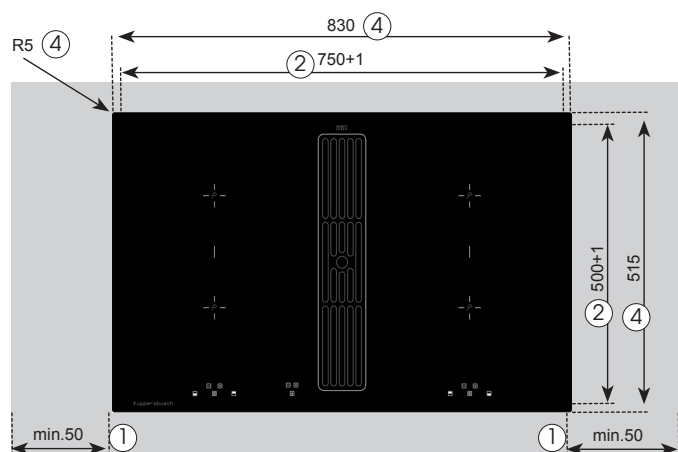 830 ④
R5 ④
② 750+1
500+1
②
515
④
Küppersbusch
min.50 ①
① min.50